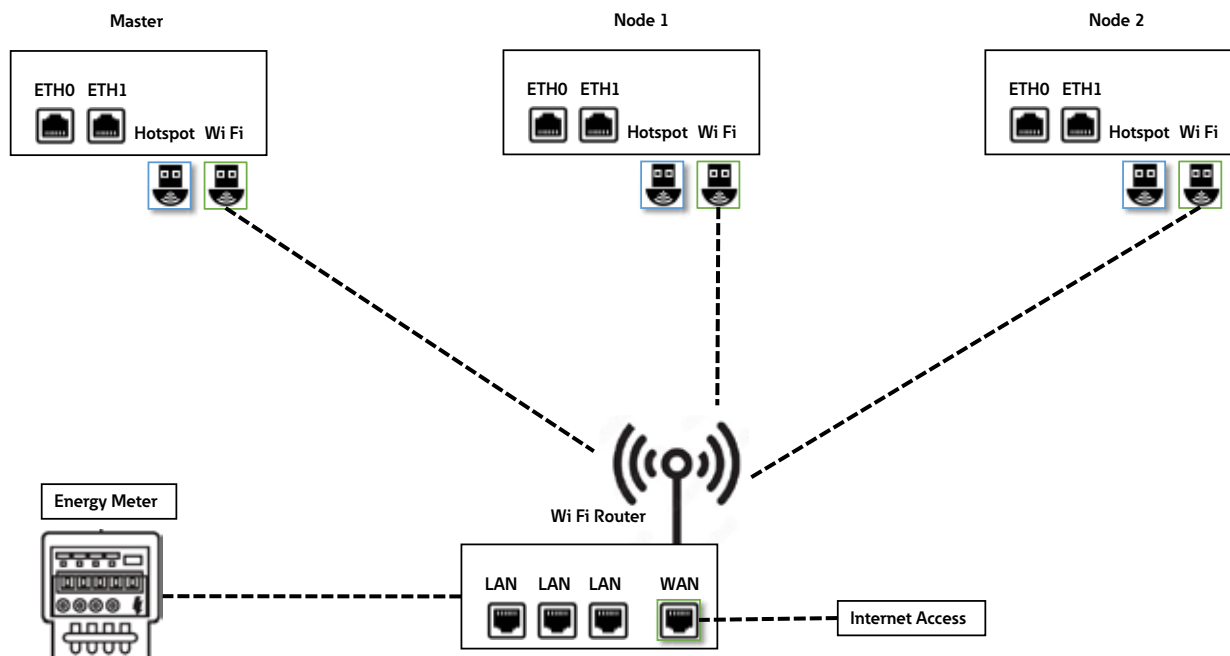 Master
Node 1
Node 2
ETH0 ETH1
Hotspot Wi Fi
ETH0 ETH1
Hotspot Wi Fi
ETH0 ETH1
Hotspot Wi Fi
Energy Meter
Wi Fi Router
LAN LAN LAN WAN
Internet Access